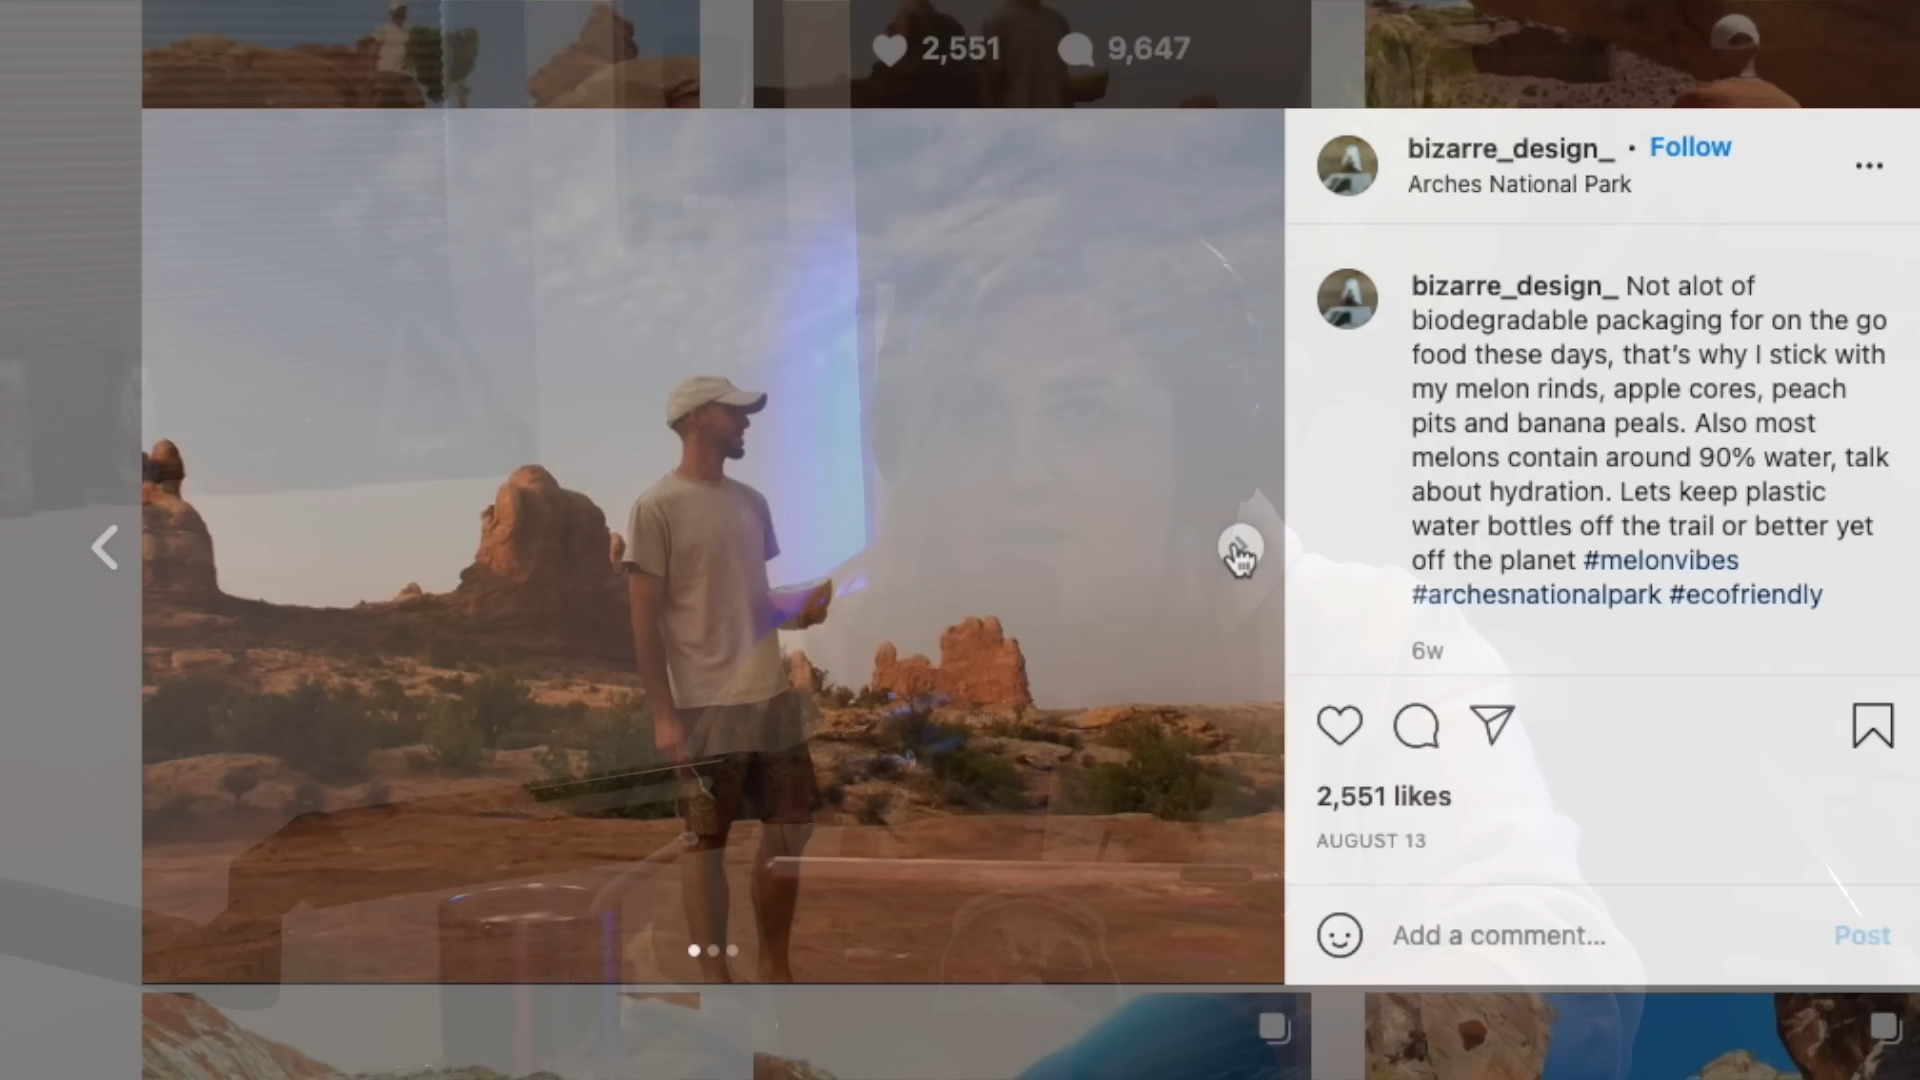 2,551 9,647
bizarre_design_ • Follow
Arches National Park
bizarre_design_ Not alot of
biodegradable packaging for on the go
food these days, that's why I stick with
my melon rinds, apple cores, peach
pits and banana peals. Also most
melons contain around 90% water, talk
about hydration. Lets keep plastic
water bottles off the trail or better yet
off the planet #melonvibes
#archesnationalpark #ecofriendly
6w
2,551 likes
AUGUST 13
Add a comment... Post